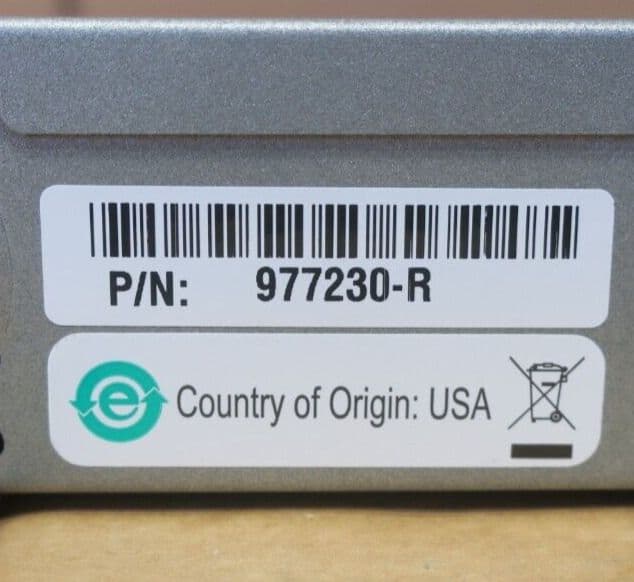 P/N: 977230-R
e
Country of Origin: USA